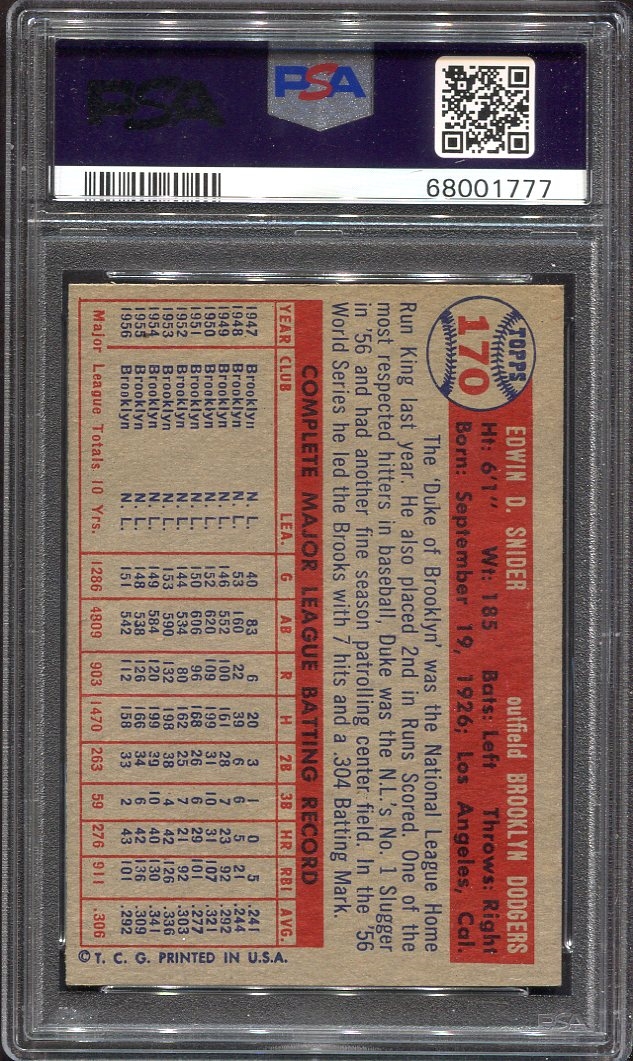 PSA
PSA
68001777
TOPPS
170
EDWIN D. SNIDER outfield BROOKLYN DODGERS
Ht: 6'1" Wt: 185 Bats: Left Throws: Right
Born: September 19, 1926; Los Angeles, Cal.
The 'Duke of Brooklyn' was the National League Home
Run King last year. He also placed 2nd in Runs Scored. One of the
most respected hitters in baseball, Duke was the N.L.'s No. 1 Slugger
in '56 and had another fine season patrolling center field. In the '56
World Series he led the Brooks with 7 hits and a .304 Batting Mark.
COMPLETE MAJOR LEAGUE BATTING RECORD
YEAR CLUB LEA. G AB R H 2B 3B HR RBI AVG.
1947 Brooklyn N. L. 40 83 6 20 3 1 0 5 .241
1948 Brooklyn N. L. 53 160 22 39 6 6 5 21 .244
1949 Brooklyn N. L. 146 552 100 161 28 7 23 92 .292
1950 Brooklyn N. L. 152 620 109 199 31 10 31 107 .321
1951 Brooklyn N. L. 150 606 96 168 26 6 29 101 .277
1952 Brooklyn N. L. 144 534 80 162 25 7 21 92 .303
1953 Brooklyn N. L. 153 590 132 198 38 4 42 126 .336
1954 Brooklyn N. L. 149 584 120 199 39 10 40 130 .341
1955 Brooklyn N. L. 148 538 126 166 34 6 42 136 .309
1956 Brooklyn N. L. 151 542 112 158 33 2 43 101 .292
Major League Totals 10 Yrs. 1286 4809 903 1470 263 59 276 911 .306
© T. C. G. PRINTED IN U.S.A.
PSA